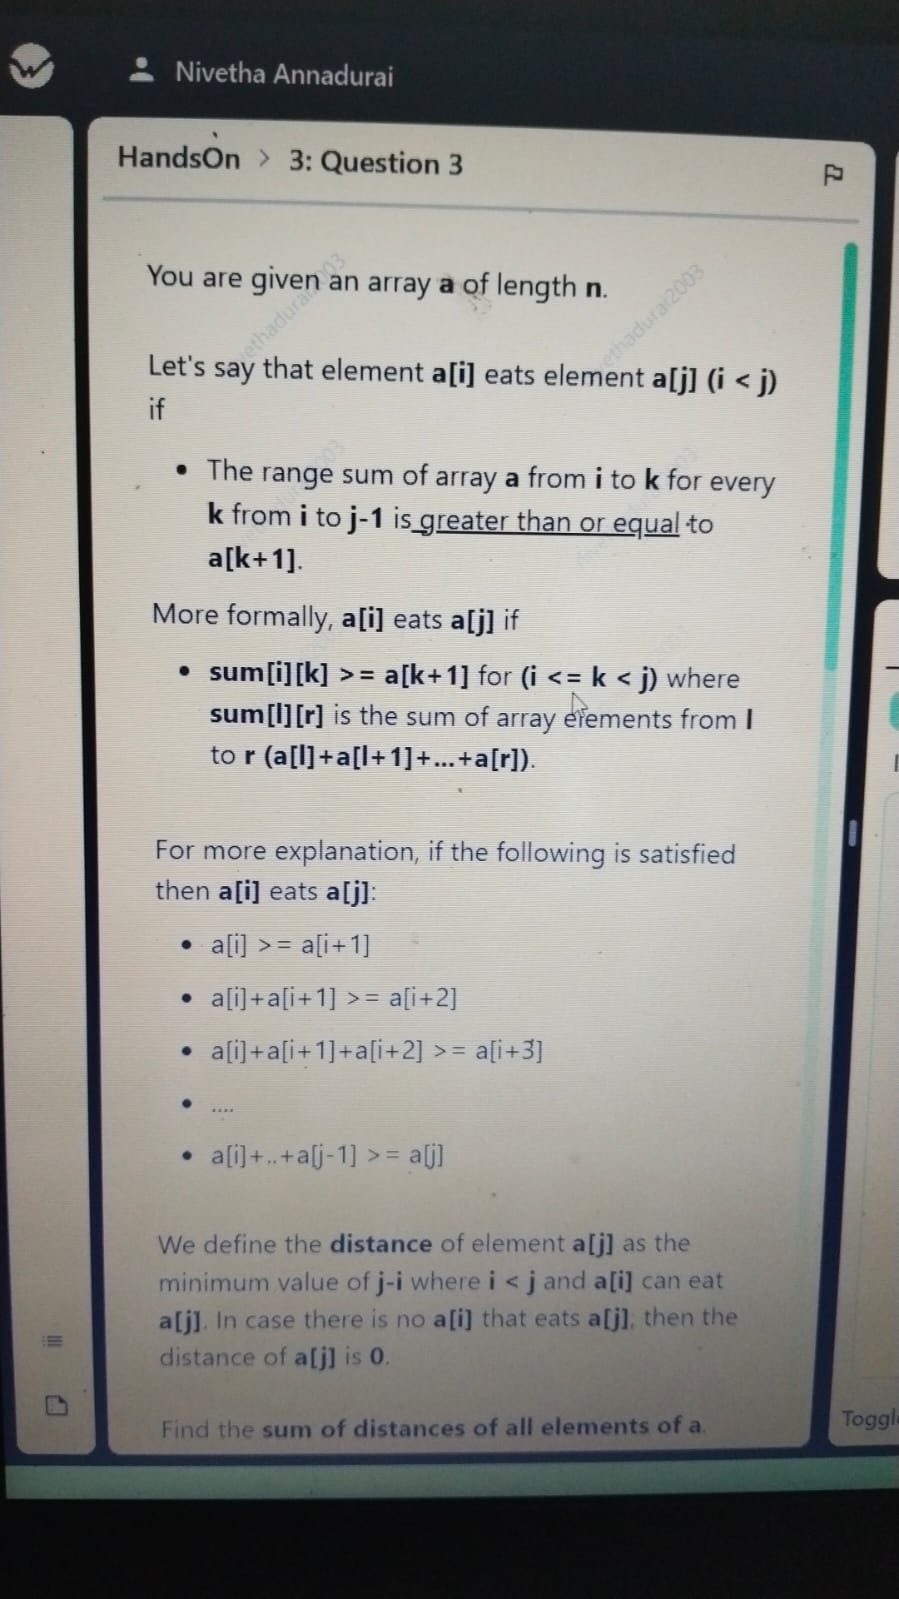 Nivetha Annadurai
HandsOn > 3: Question 3
You are given an array a of length n.
Let's say that element a[i] eats element a[j] (i < j)
if
• The range sum of array a from i to k for every
k from i to j-1 is greater than or equal to
a[k+1].
More formally, a[i] eats a[j] if
• sum[i][k] >= a[k+1] for (i <= k < j) where
sum[l][r] is the sum of array elements from l
to r (a[l]+a[l+1]+...+a[r]).
For more explanation, if the following is satisfied
then a[i] eats a[j]:
• a[i] >= a[i+1]
• a[i]+a[i+1] >= a[i+2]
• a[i]+a[i+1]+a[i+2] >= a[i+3]
• ....
• a[i]+..+a[j-1] >= a[j]
We define the distance of element a[j] as the
minimum value of j-i where i < j and a[i] can eat
a[j]. In case there is no a[i] that eats a[j], then the
distance of a[j] is 0.
Find the sum of distances of all elements of a.